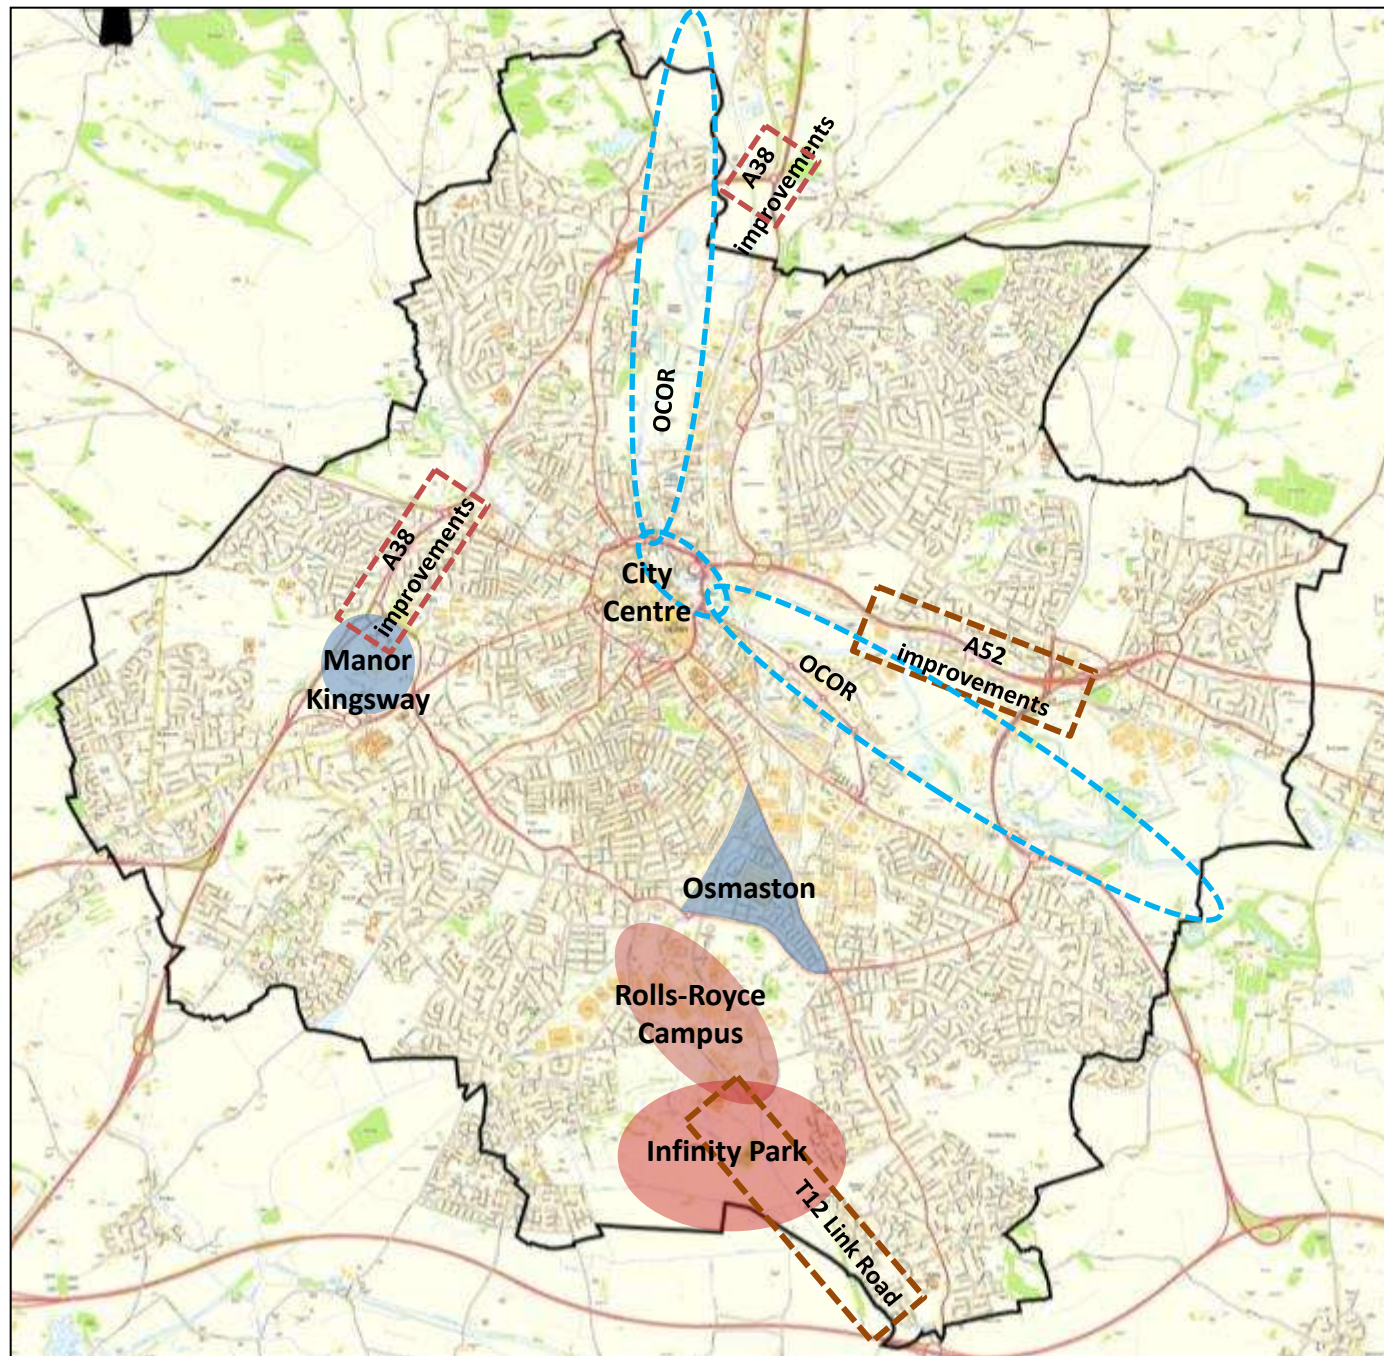 A38
improvements
OCOR
A38
improvements
City
Centre
A52
improvements
OCOR
Manor
Kingsway
Osmaston
Rolls-Royce
Campus
Infinity Park
T12 Link Road